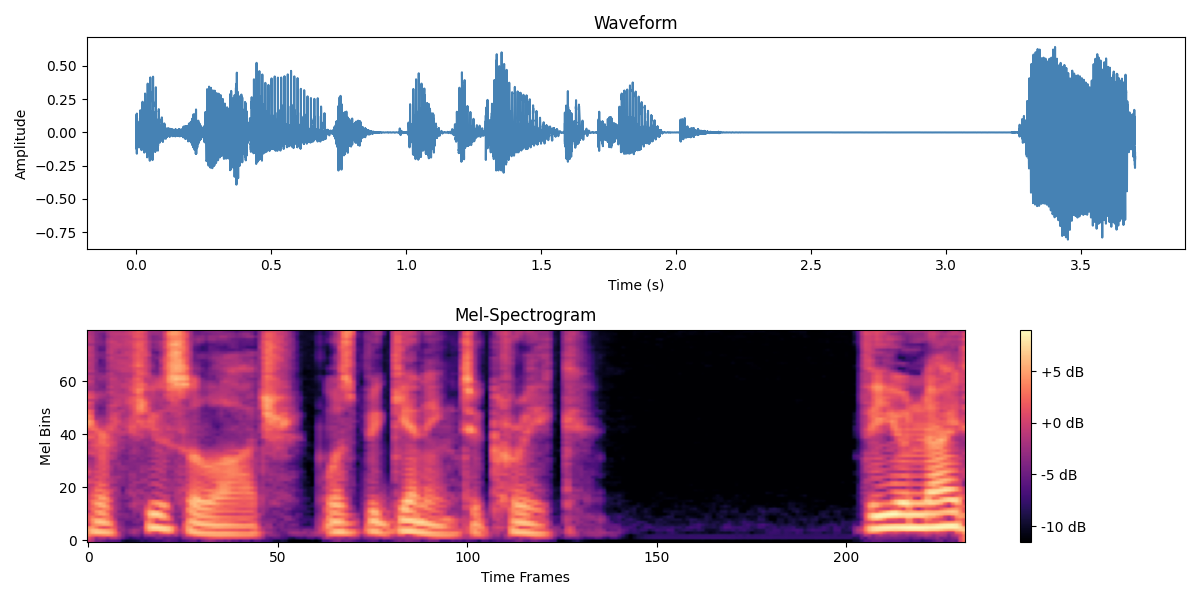 Waveform
0.50
0.25
0.00
−0.25
−0.50
−0.75
Amplitude
0.0 0.5 1.0 1.5 2.0 2.5 3.0 3.5
Time (s)
Mel-Spectrogram
60
40
20
0
Mel Bins
0 50 100 150 200
Time Frames
+5 dB
+0 dB
-5 dB
-10 dB